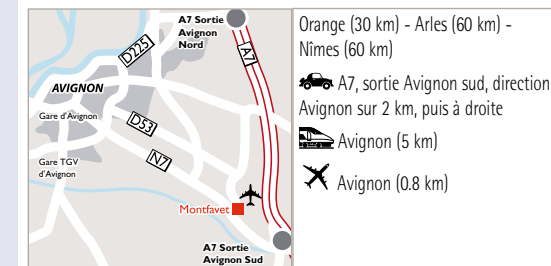 A7 Sortie
Avignon
Nord
D225
A7
AVIGNON
Gare d'Avignon
D53
N7
Gare TGV
d'Avignon
Montfavet
A7 Sortie
Avignon Sud
Orange (30 km) - Arles (60 km) -
Nîmes (60 km)
A7, sortie Avignon sud, direction
Avignon sur 2 km, puis à droite
Avignon (5 km)
Avignon (0.8 km)